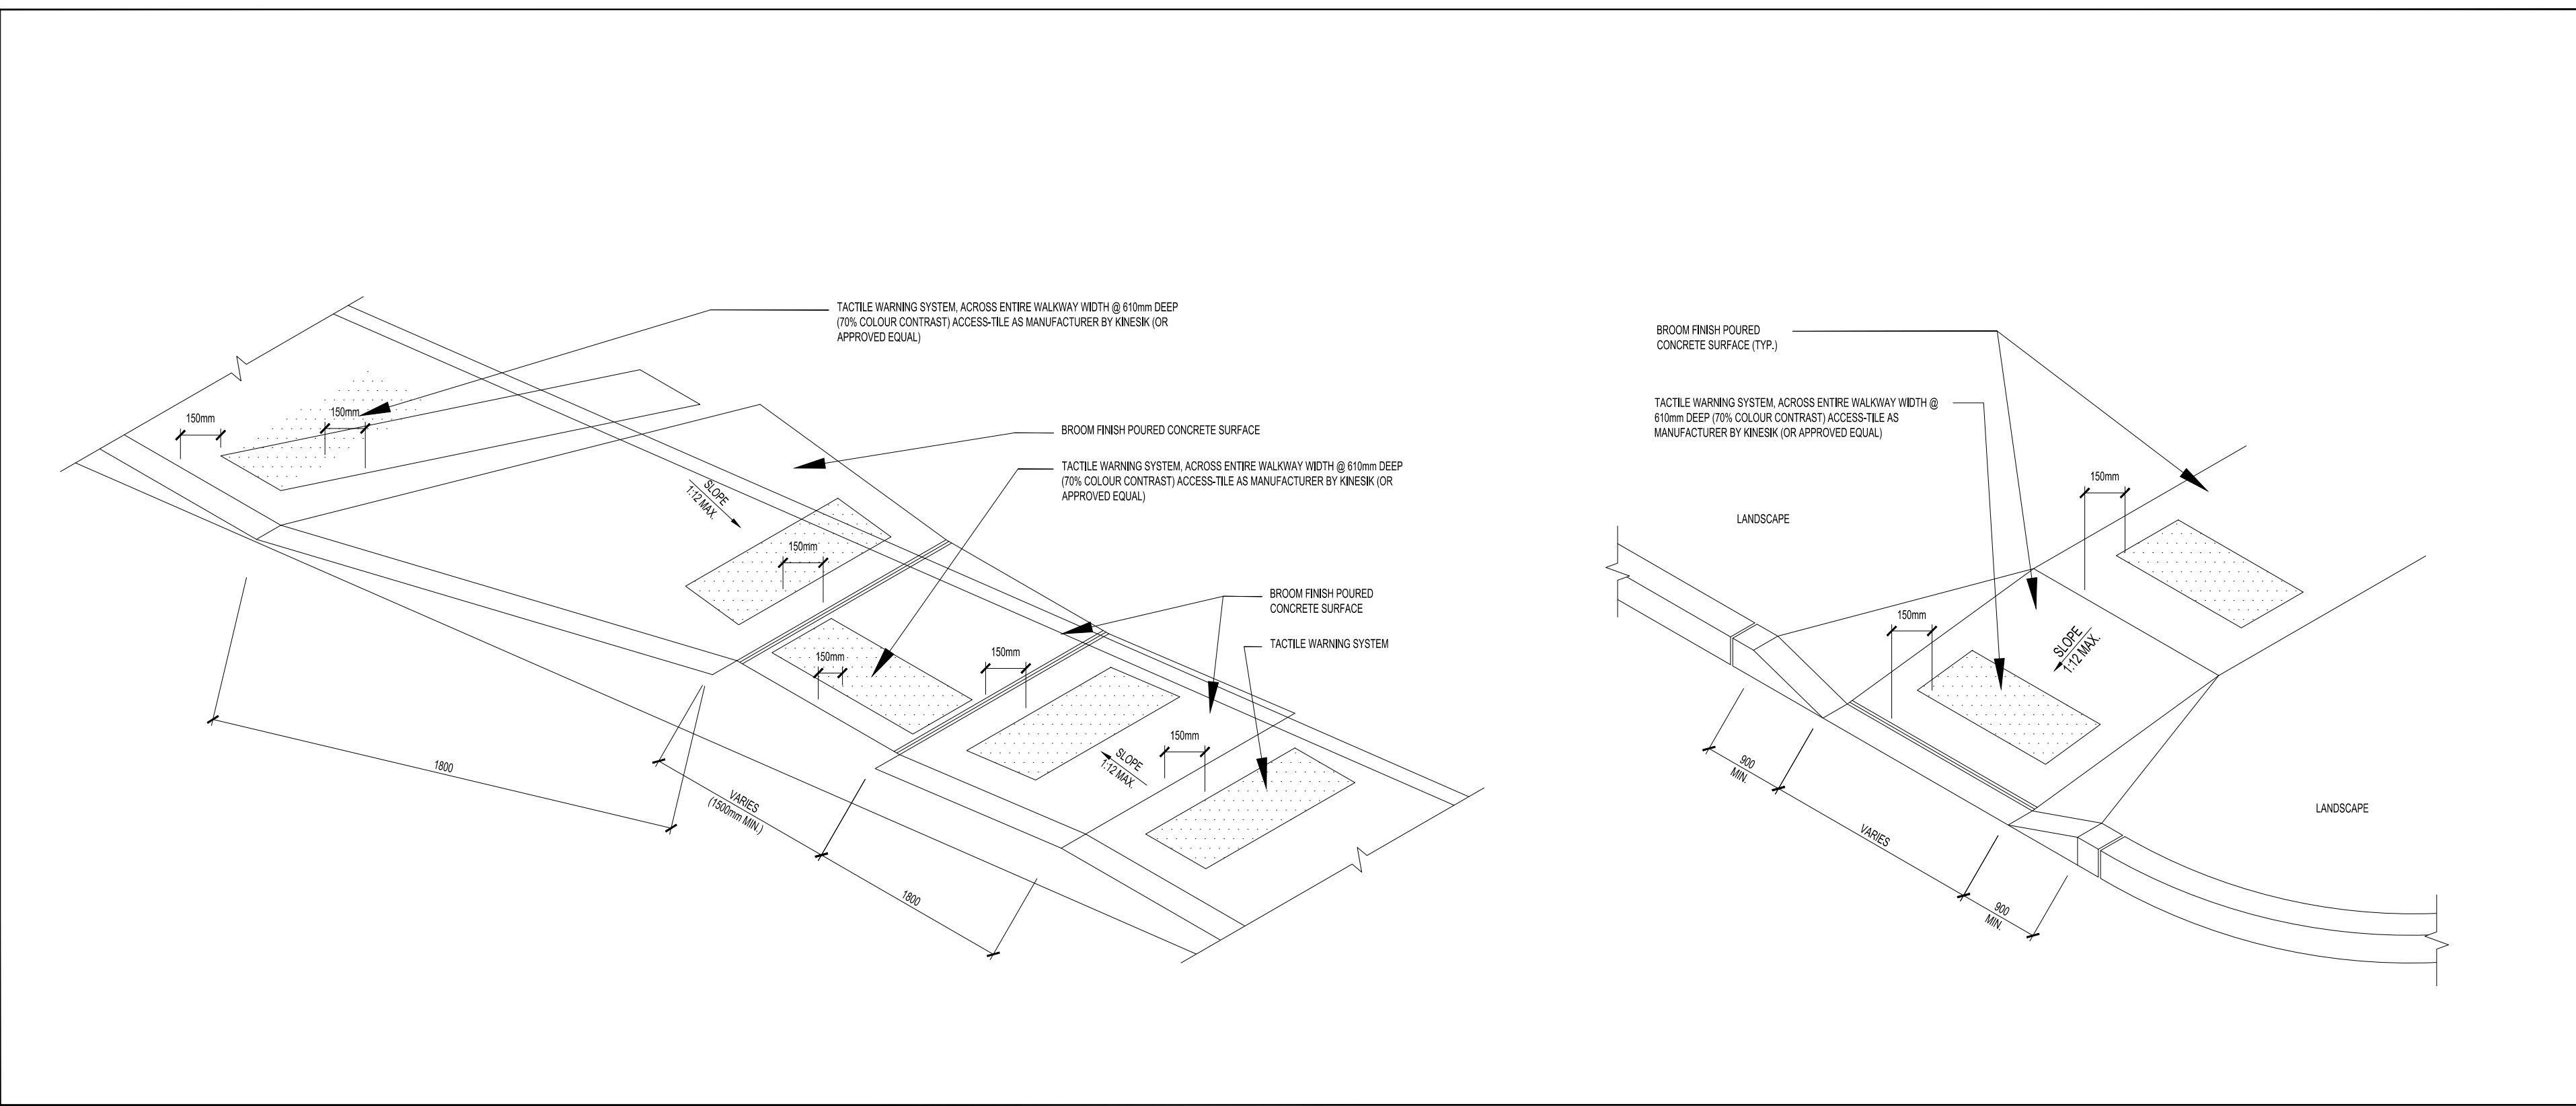 TACTILE WARNING SYSTEM, ACROSS ENTIRE WALKWAY WIDTH @ 610mm DEEP
(70% COLOUR CONTRAST) ACCESS-TILE AS MANUFACTURER BY KINESIK (OR
APPROVED EQUAL)
150mm
150mm
BROOM FINISH POURED CONCRETE SURFACE
TACTILE WARNING SYSTEM, ACROSS ENTIRE WALKWAY WIDTH @ 610mm DEEP
(70% COLOUR CONTRAST) ACCESS-TILE AS MANUFACTURER BY KINESIK (OR
APPROVED EQUAL)
SLOPE
1:12 MAX.
150mm
BROOM FINISH POURED
CONCRETE SURFACE
TACTILE WARNING SYSTEM
150mm
150mm
150mm
SLOPE
1:12 MAX.
1800
VARIES
(1500mm MIN.)
1800
BROOM FINISH POURED
CONCRETE SURFACE (TYP.)
TACTILE WARNING SYSTEM, ACROSS ENTIRE WALKWAY WIDTH @
610mm DEEP (70% COLOUR CONTRAST) ACCESS-TILE AS
MANUFACTURER BY KINESIK (OR APPROVED EQUAL)
150mm
LANDSCAPE
150mm
SLOPE
1:12 MAX.
900
MIN.
VARIES
LANDSCAPE
900
MIN.